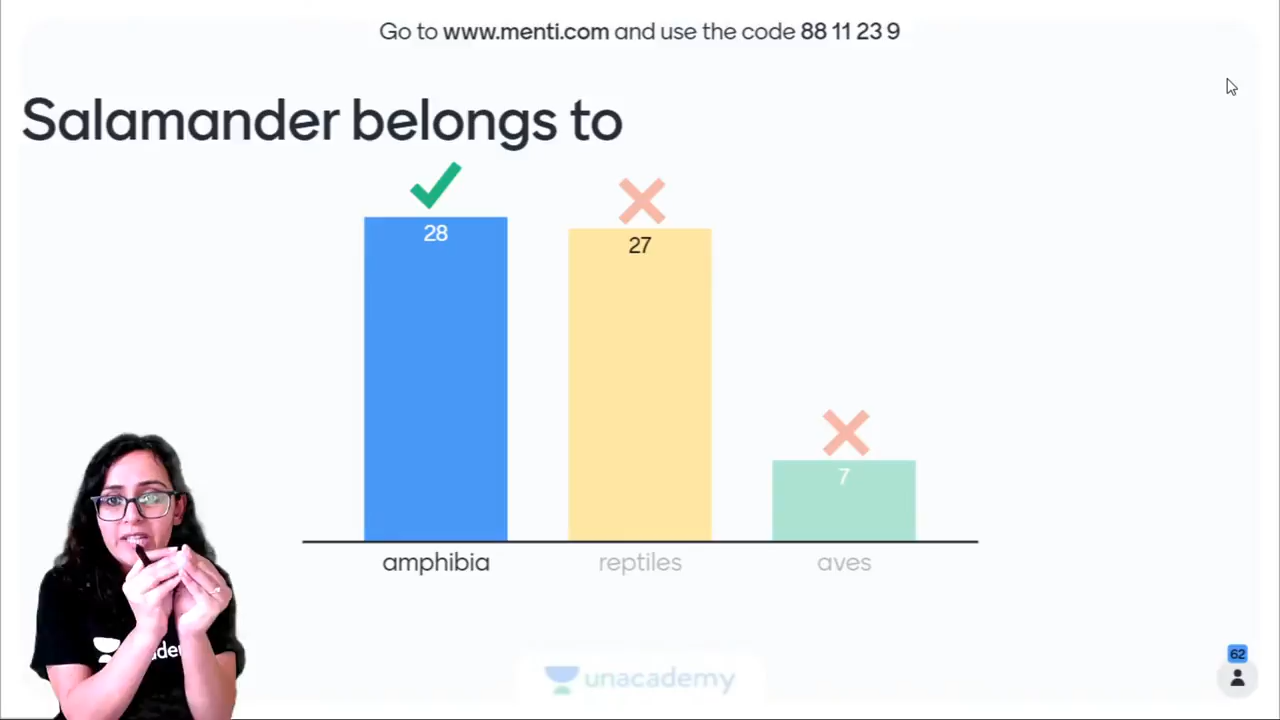 Go to www.menti.com and use the code 88 11 23 9
Salamander belongs to
28
27
7
amphibia
reptiles
aves
62
unacademy